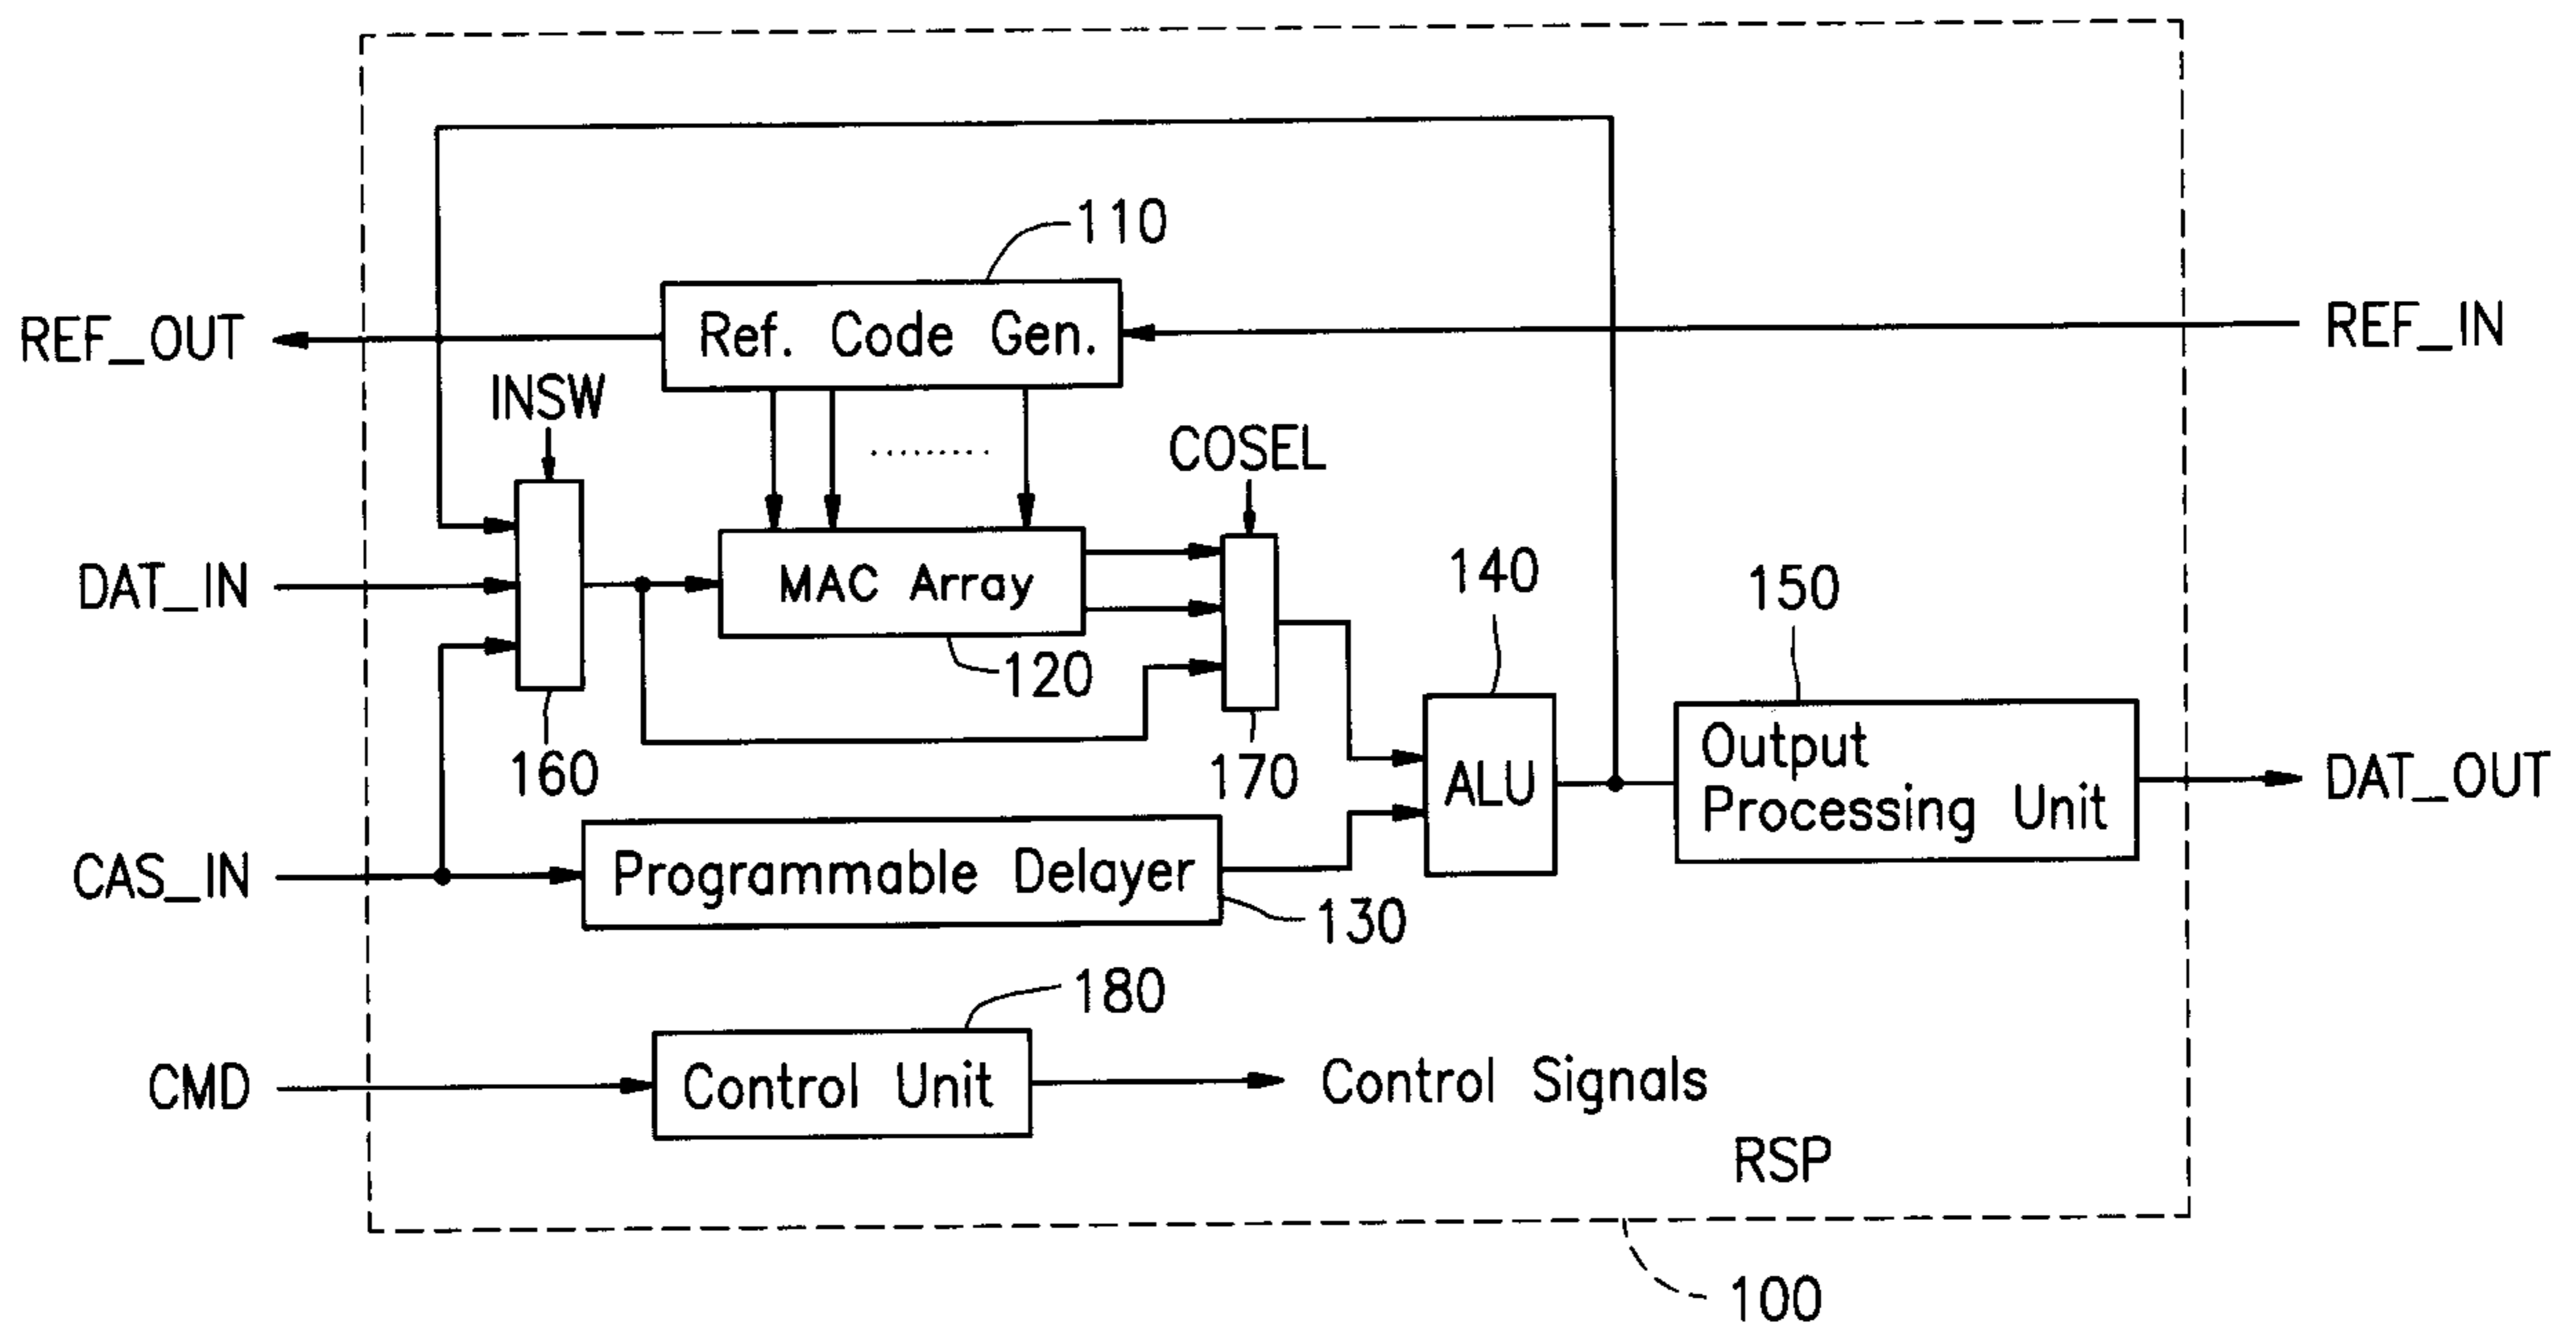 110
REF_OUT
Ref. Code Gen.
REF_IN
INSW
COSEL
DAT_IN
MAC Array
140
150
120
160
170
Output
Processing Unit
ALU
DAT_OUT
CAS_IN
Programmable Delayer
130
180
CMD
Control Unit
Control Signals
RSP
100